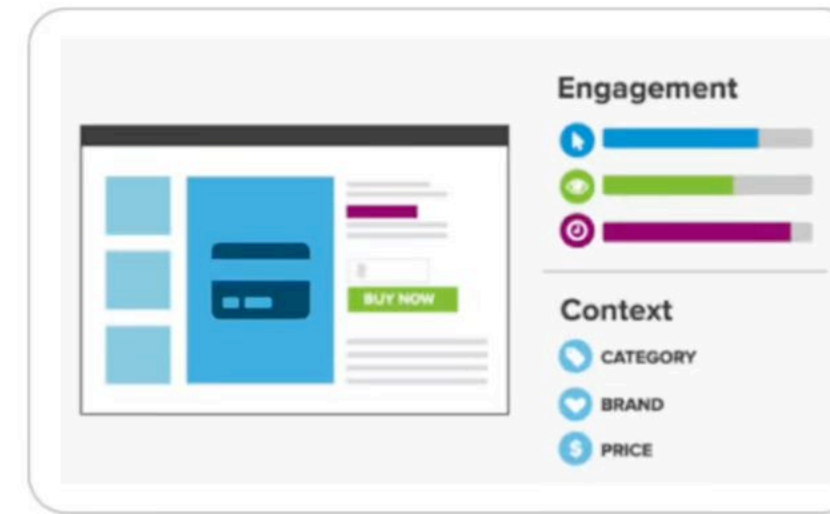 Engagement
BUY NOW
Context
CATEGORY
BRAND
$ PRICE